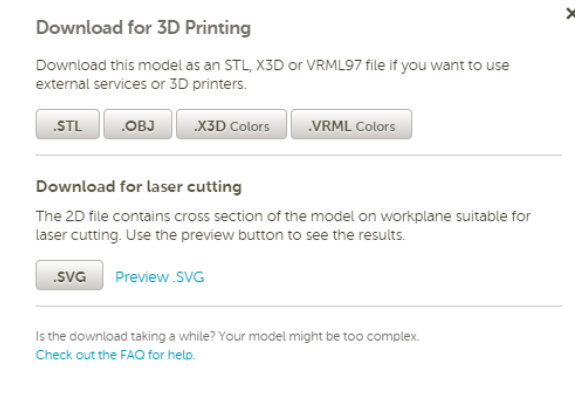 Download for 3D Printing
Download this model as an STL, X3D or VRML97 file if you want to use
external services or 3D printers.
.STL .OBJ .X3D Colors .VRML Colors
Download for laser cutting
The 2D file contains cross section of the model on workplane suitable for
laser cutting. Use the preview button to see the results.
.SVG Preview .SVG
Is the download taking a while? Your model might be too complex.
Check out the FAQ for help.